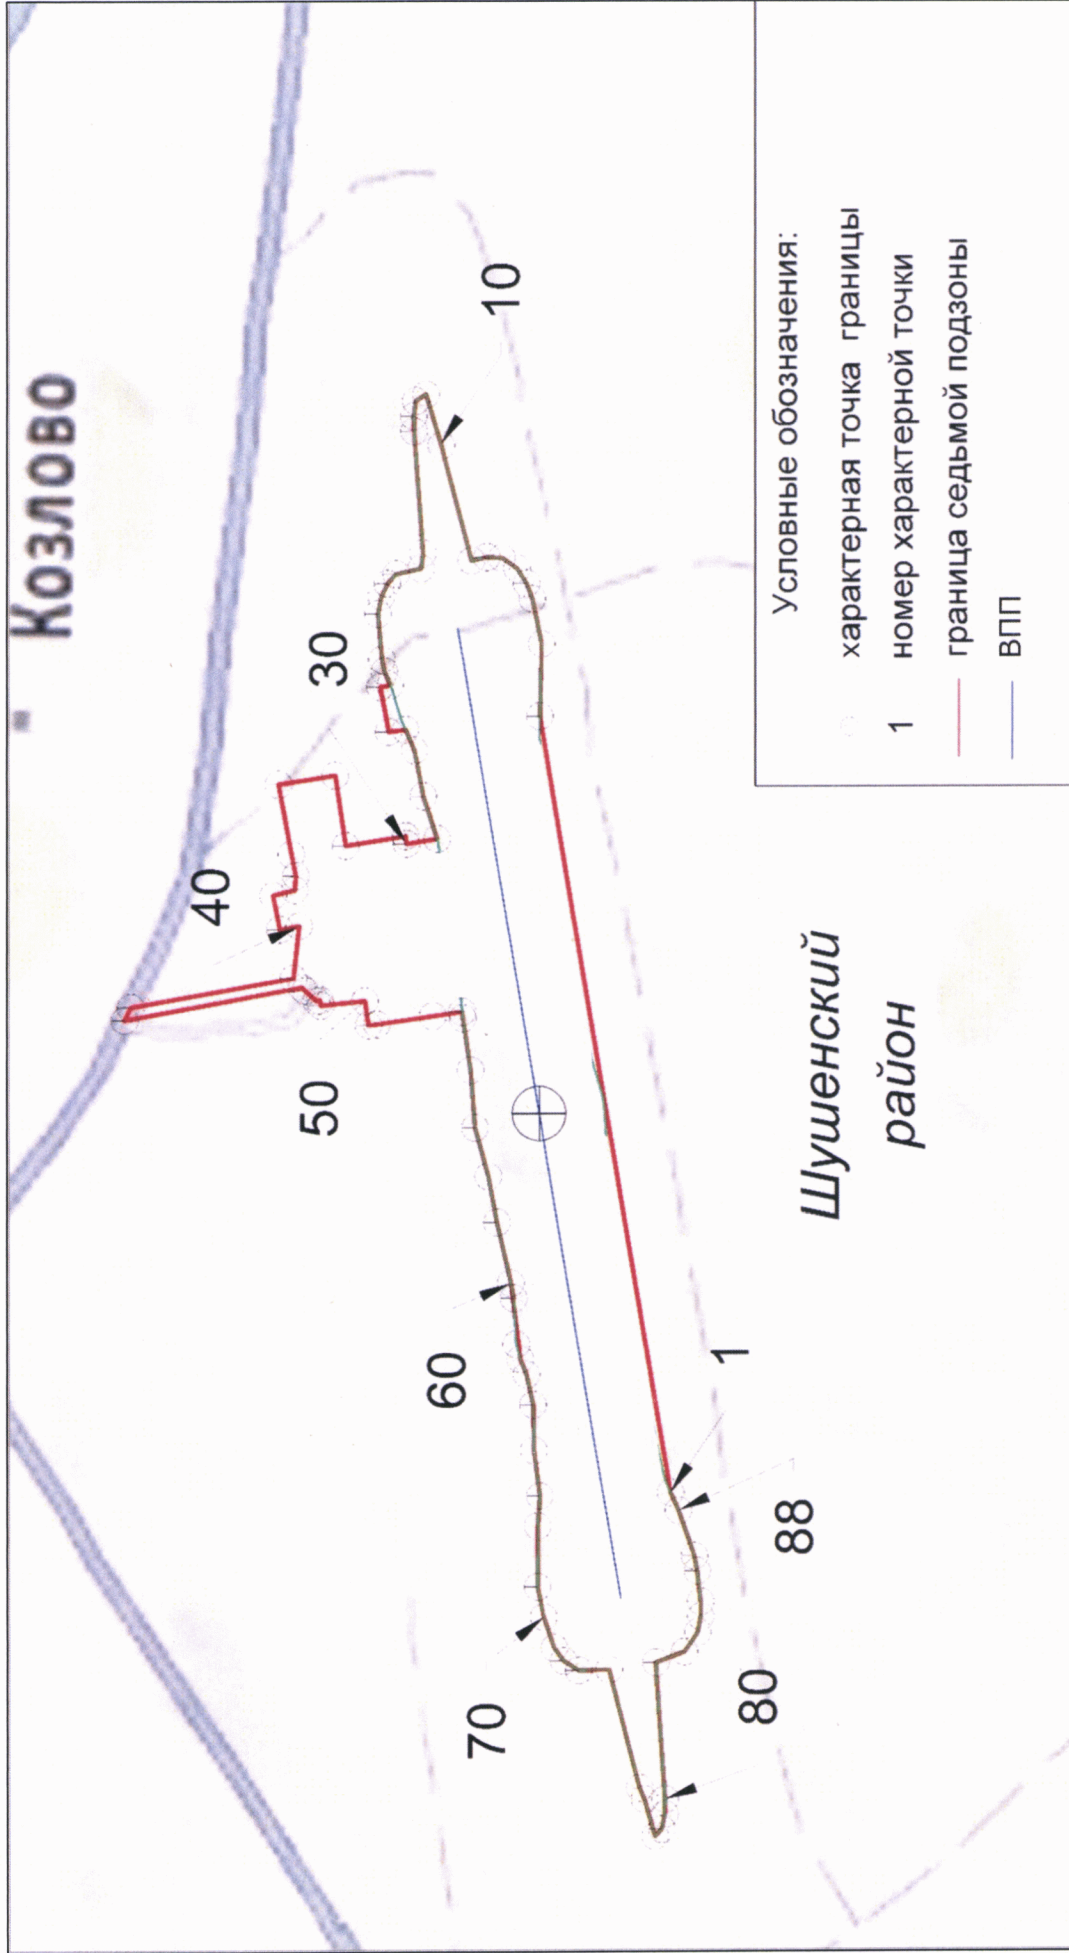 Козлово
10
30
40
50
60
1
70
88
80
Шушенский
район
Условные обозначения:
характерная точка границы
1 номер характерной точки
граница седьмой подзоны
ВПП